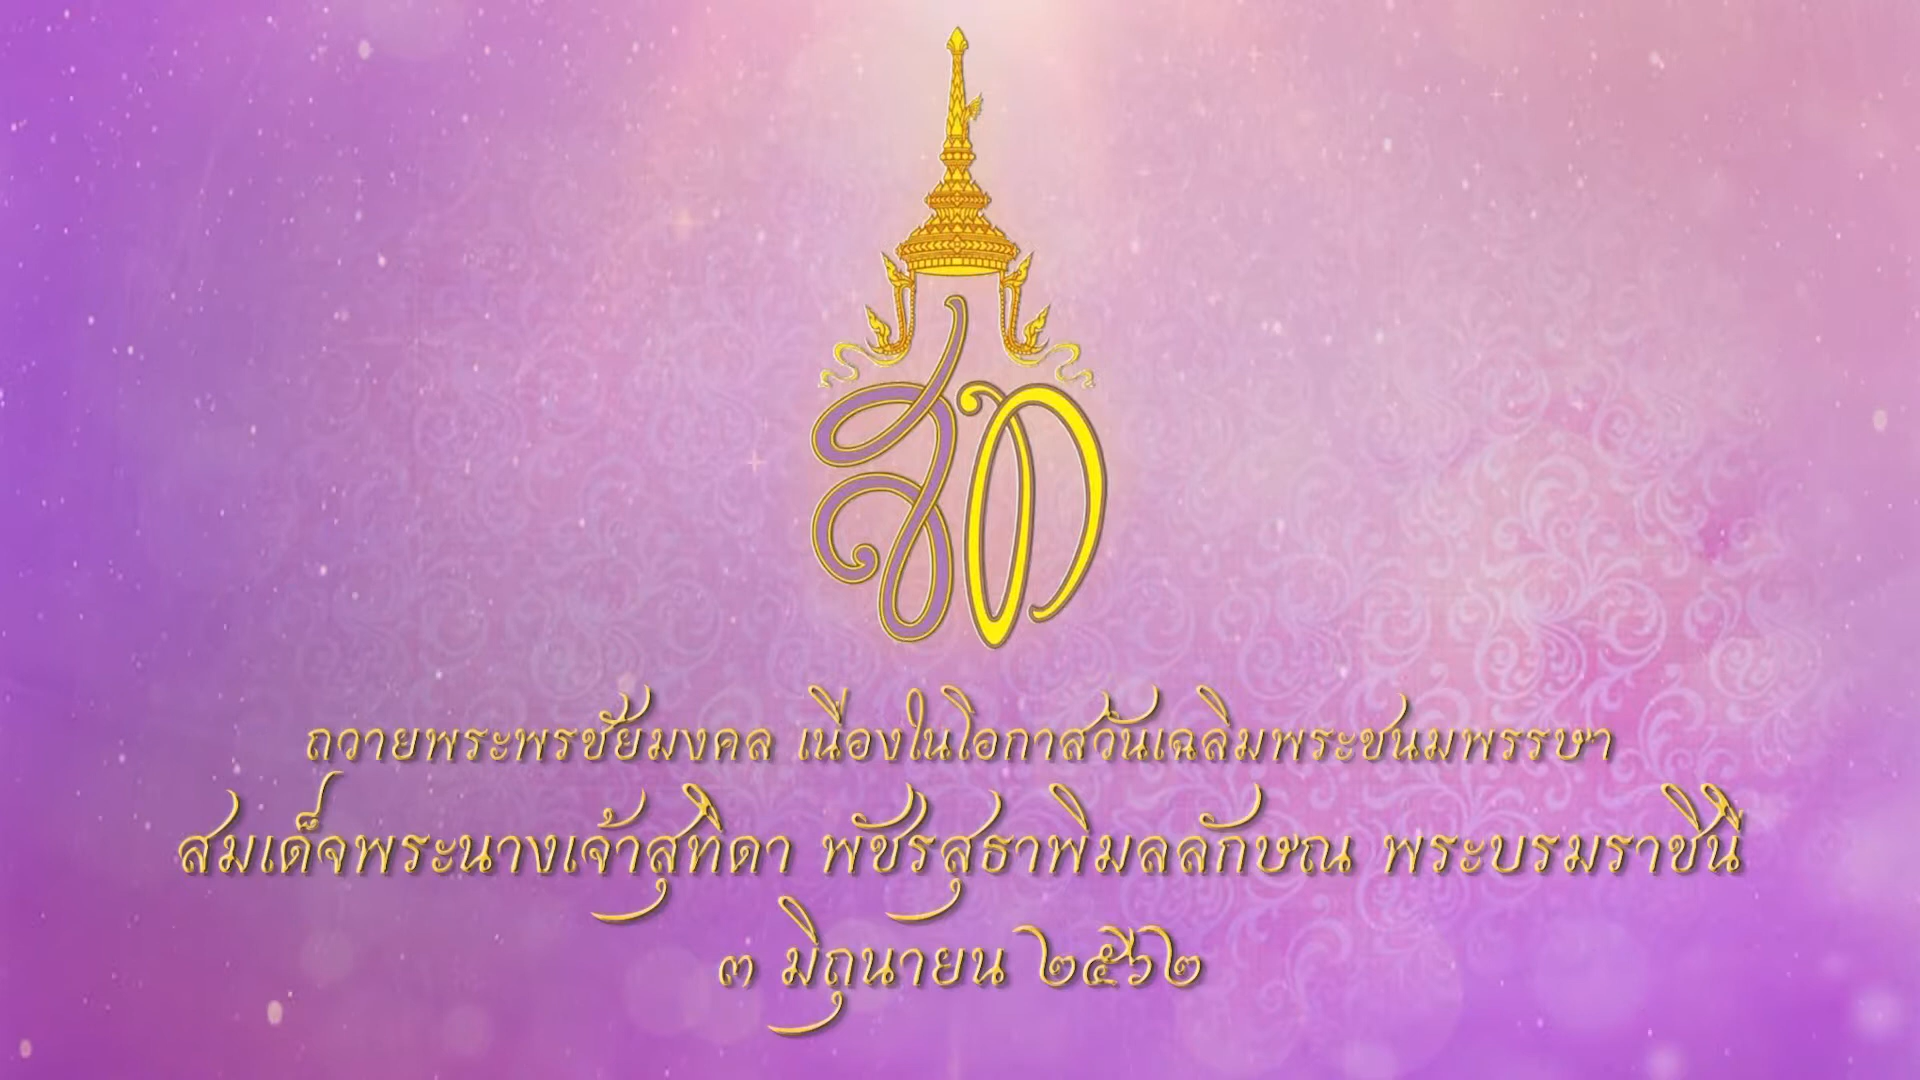 สท
ถวายพระพรชัยมงคล เนื่องในโอกาสวันเฉลิมพระชนมพรรษา
สมเด็จพระนางเจ้าสุทิดา พัชรสุธาพิมลลักษณ พระบรมราชินี
๓ มิถุนายน ๒๕๖๒